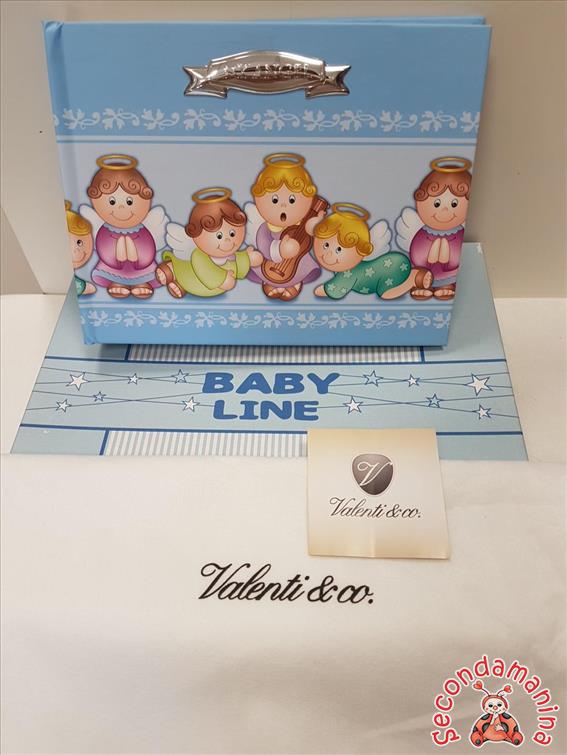 BABY
LINE
V
Valenti & co.
Valenti & co.
secondamanina